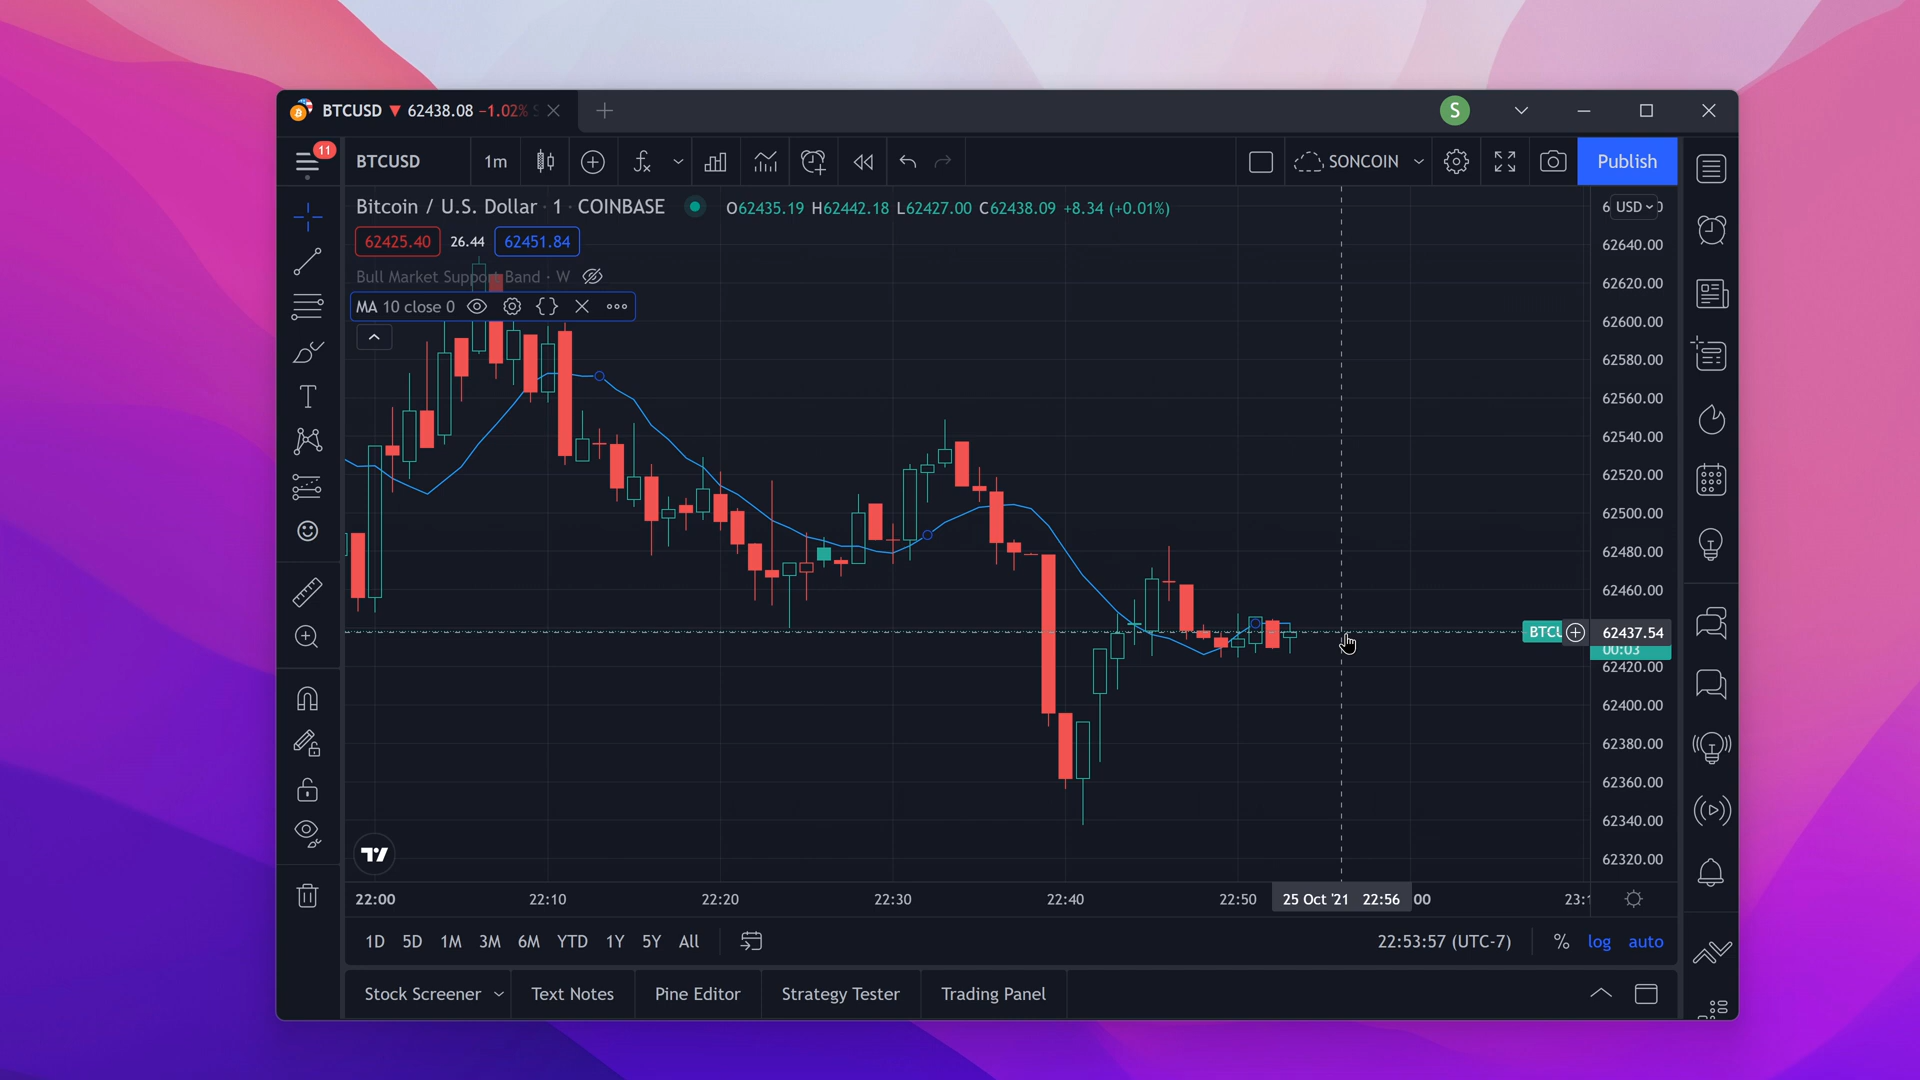 BTCUSD ▼ 62438.08 −1.02%
S
11
BTCUSD 1m
SONCOIN
Publish
Bitcoin / U.S. Dollar · 1 · COINBASE O62435.19 H62442.18 L62427.00 C62438.09 +8.34 (+0.01%)
USD
62425.40 26.44 62451.84
Bull Market Support Band · W
MA 10 close 0
62640.00
62620.00
62600.00
62580.00
62560.00
62540.00
62520.00
62500.00
62480.00
62460.00
BTCU 62437.54
00:03
62420.00
62400.00
62380.00
62360.00
62340.00
62320.00
22:00 22:10 22:20 22:30 22:40 22:50 25 Oct '21 22:56 00 23:1
1D 5D 1M 3M 6M YTD 1Y 5Y All
22:53:57 (UTC-7) % log auto
Stock Screener Text Notes Pine Editor Strategy Tester Trading Panel